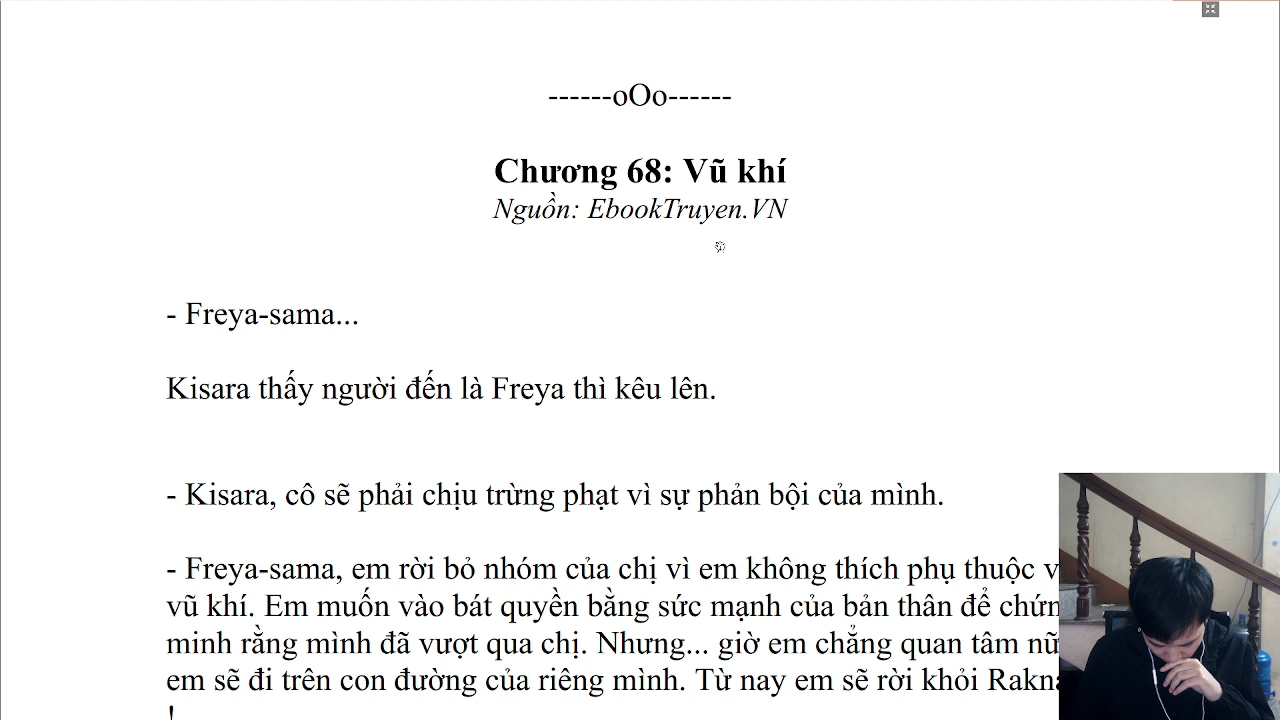 ------oOo------
Chương 68: Vũ khí
Nguồn: EbookTruyen.VN
- Freya-sama...
Kisara thấy người đến là Freya thì kêu lên.
- Kisara, cô sẽ phải chịu trừng phạt vì sự phản bội của mình.
- Freya-sama, em rời bỏ nhóm của chị vì em không thích phụ thuộc
vũ khí. Em muốn vào bát quyền bằng sức mạnh của bản thân để
minh rằng mình đã vượt qua chị. Nhưng... giờ em chẳng quan tâm
em sẽ đi trên con đường của riêng mình. Từ nay em sẽ rời khỏi
!